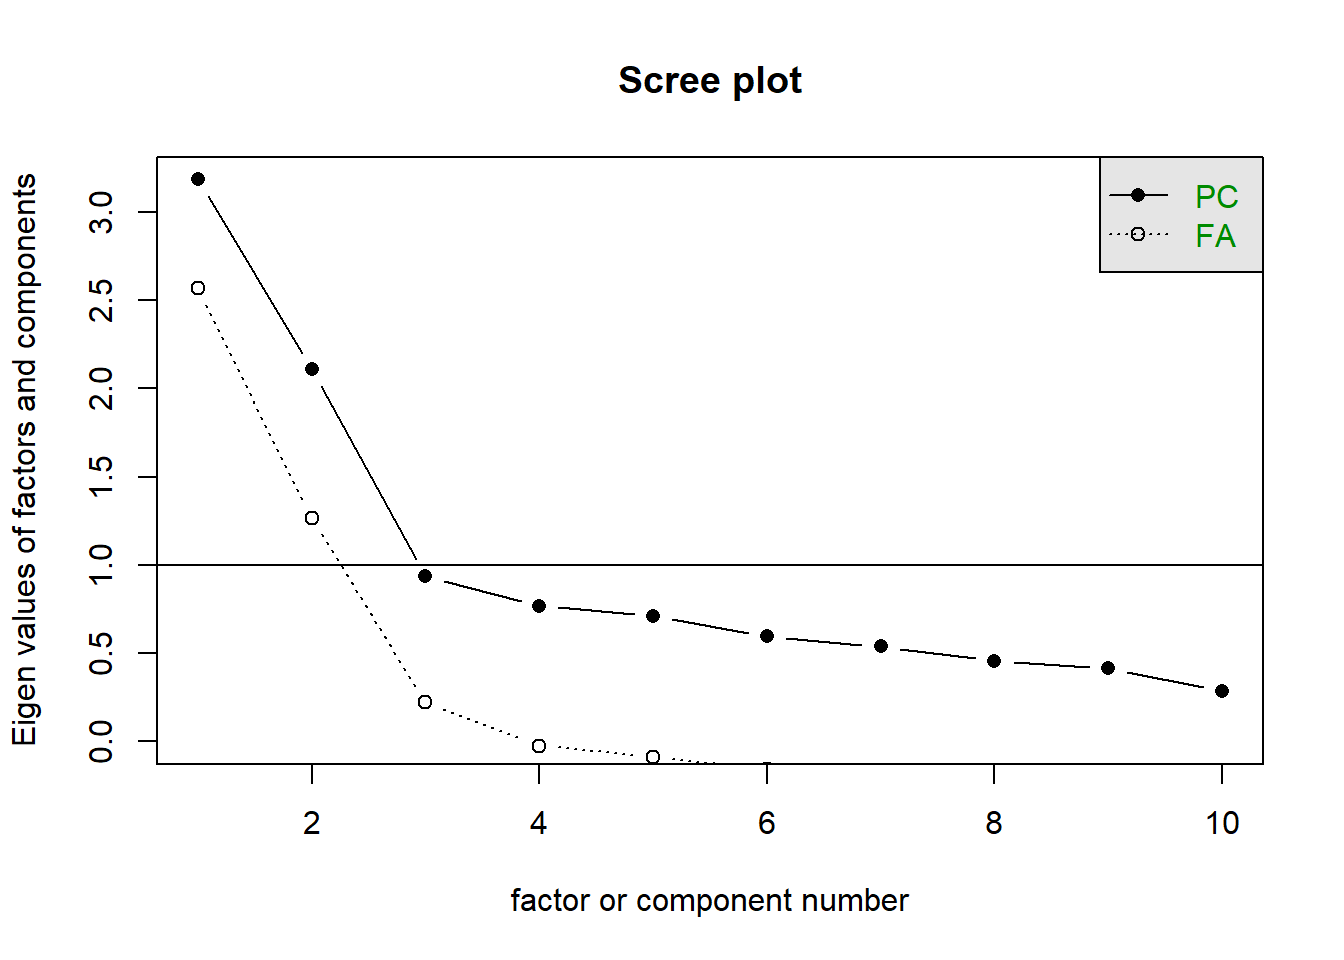 Scree plot
PC
FA
Eigen values of factors and components
3.0
2.5
2.0
1.5
1.0
0.5
0.0
2 4 6 8 10
factor or component number